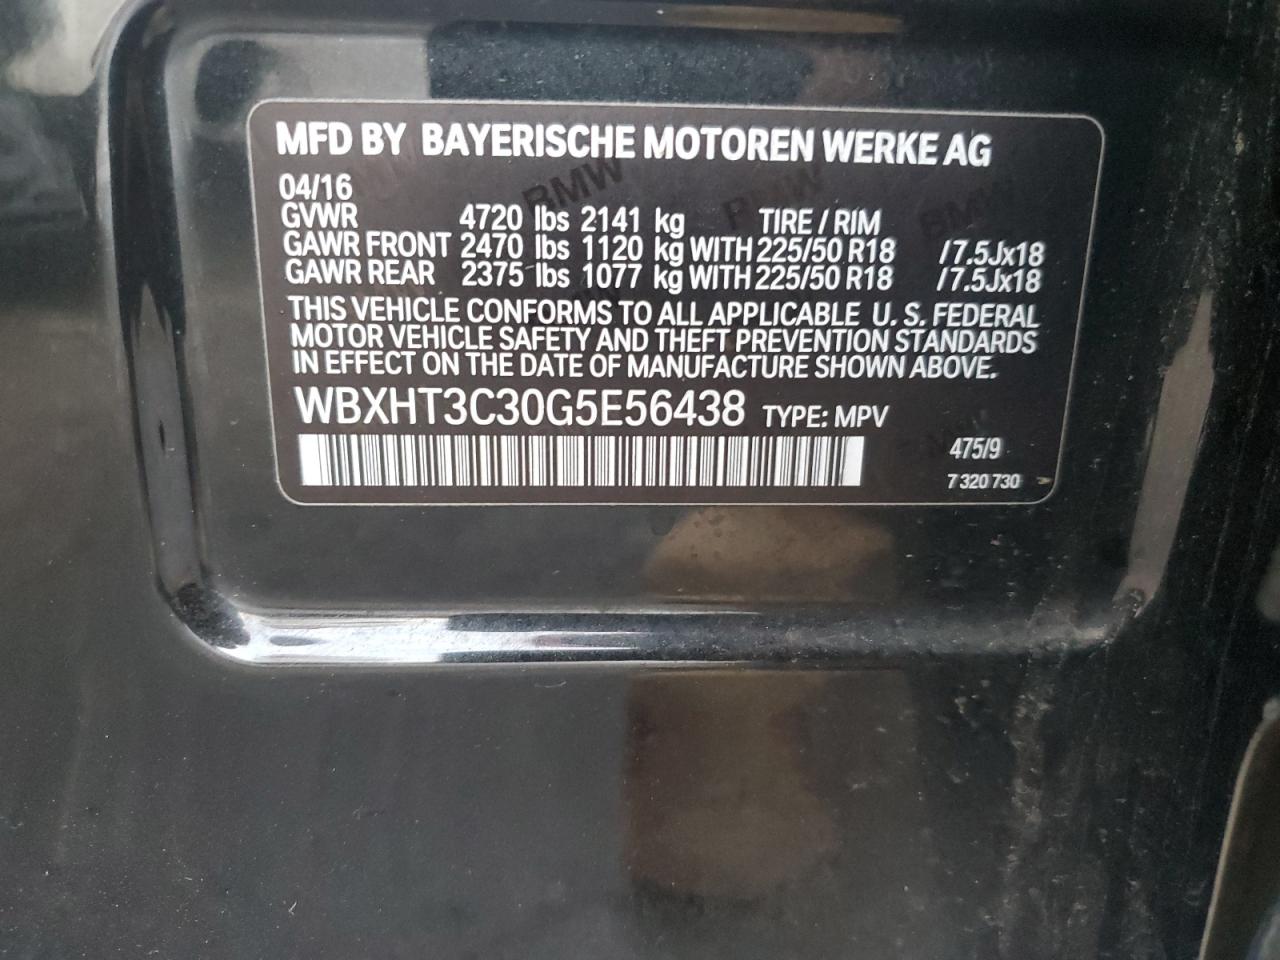 MFD BY BAYERISCHE MOTOREN WERKE AG
04/16
GVWR 4720 lbs 2141 kg TIRE / RIM
GAWR FRONT 2470 lbs 1120 kg WITH 225/50 R18 /7.5Jx18
GAWR REAR 2375 lbs 1077 kg WITH 225/50 R18 /7.5Jx18
THIS VEHICLE CONFORMS TO ALL APPLICABLE U. S. FEDERAL
MOTOR VEHICLE SAFETY AND THEFT PREVENTION STANDARDS
IN EFFECT ON THE DATE OF MANUFACTURE SHOWN ABOVE.
WBXHT3C30G5E56438 TYPE: MPV
475/9
7 320 730
BMW
BMW
BMW